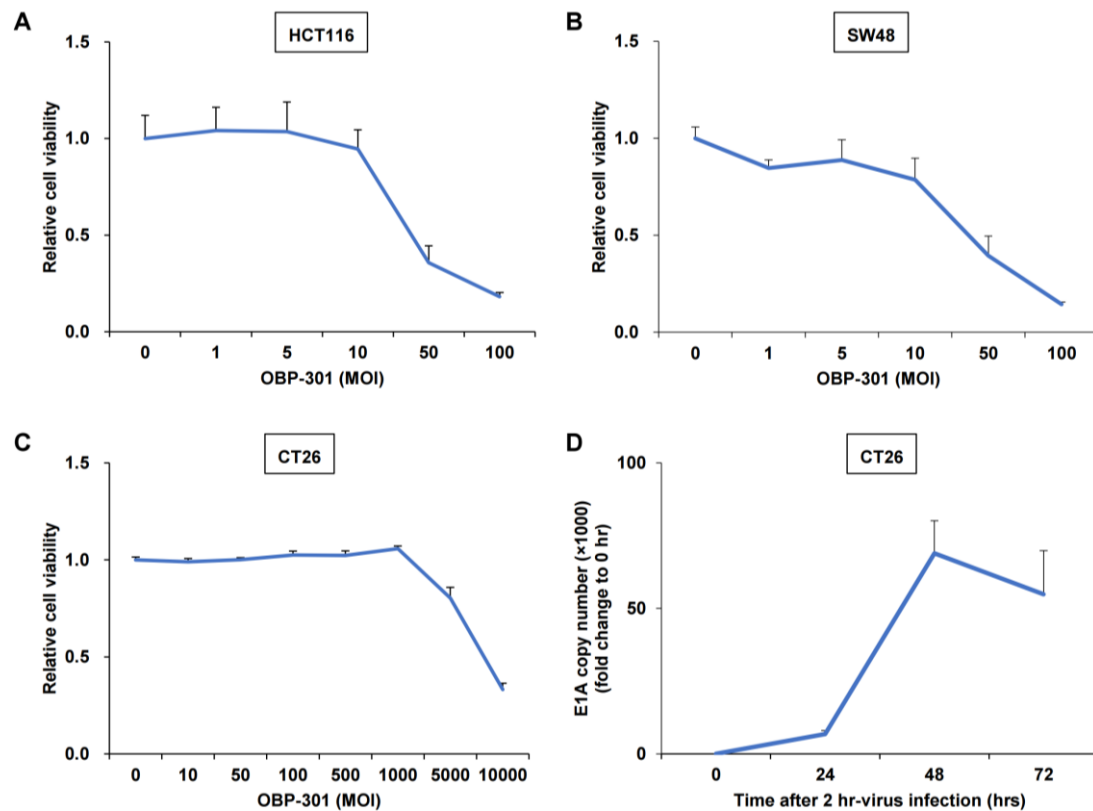 A
HCT116
1.5
1.0
0.5
0.0
Relative cell viability
0 1 5 10 50 100
OBP-301 (MOI)
B
SW48
1.5
1.0
0.5
0.0
Relative cell viability
0 1 5 10 50 100
OBP-301 (MOI)
C
CT26
1.5
1.0
0.5
0.0
Relative cell viability
0 10 50 100 500 1000 5000 10000
OBP-301 (MOI)
D
CT26
100
50
0
E1A copy number (×1000)
(fold change to 0 hr)
0 24 48 72
Time after 2 hr-virus infection (hrs)